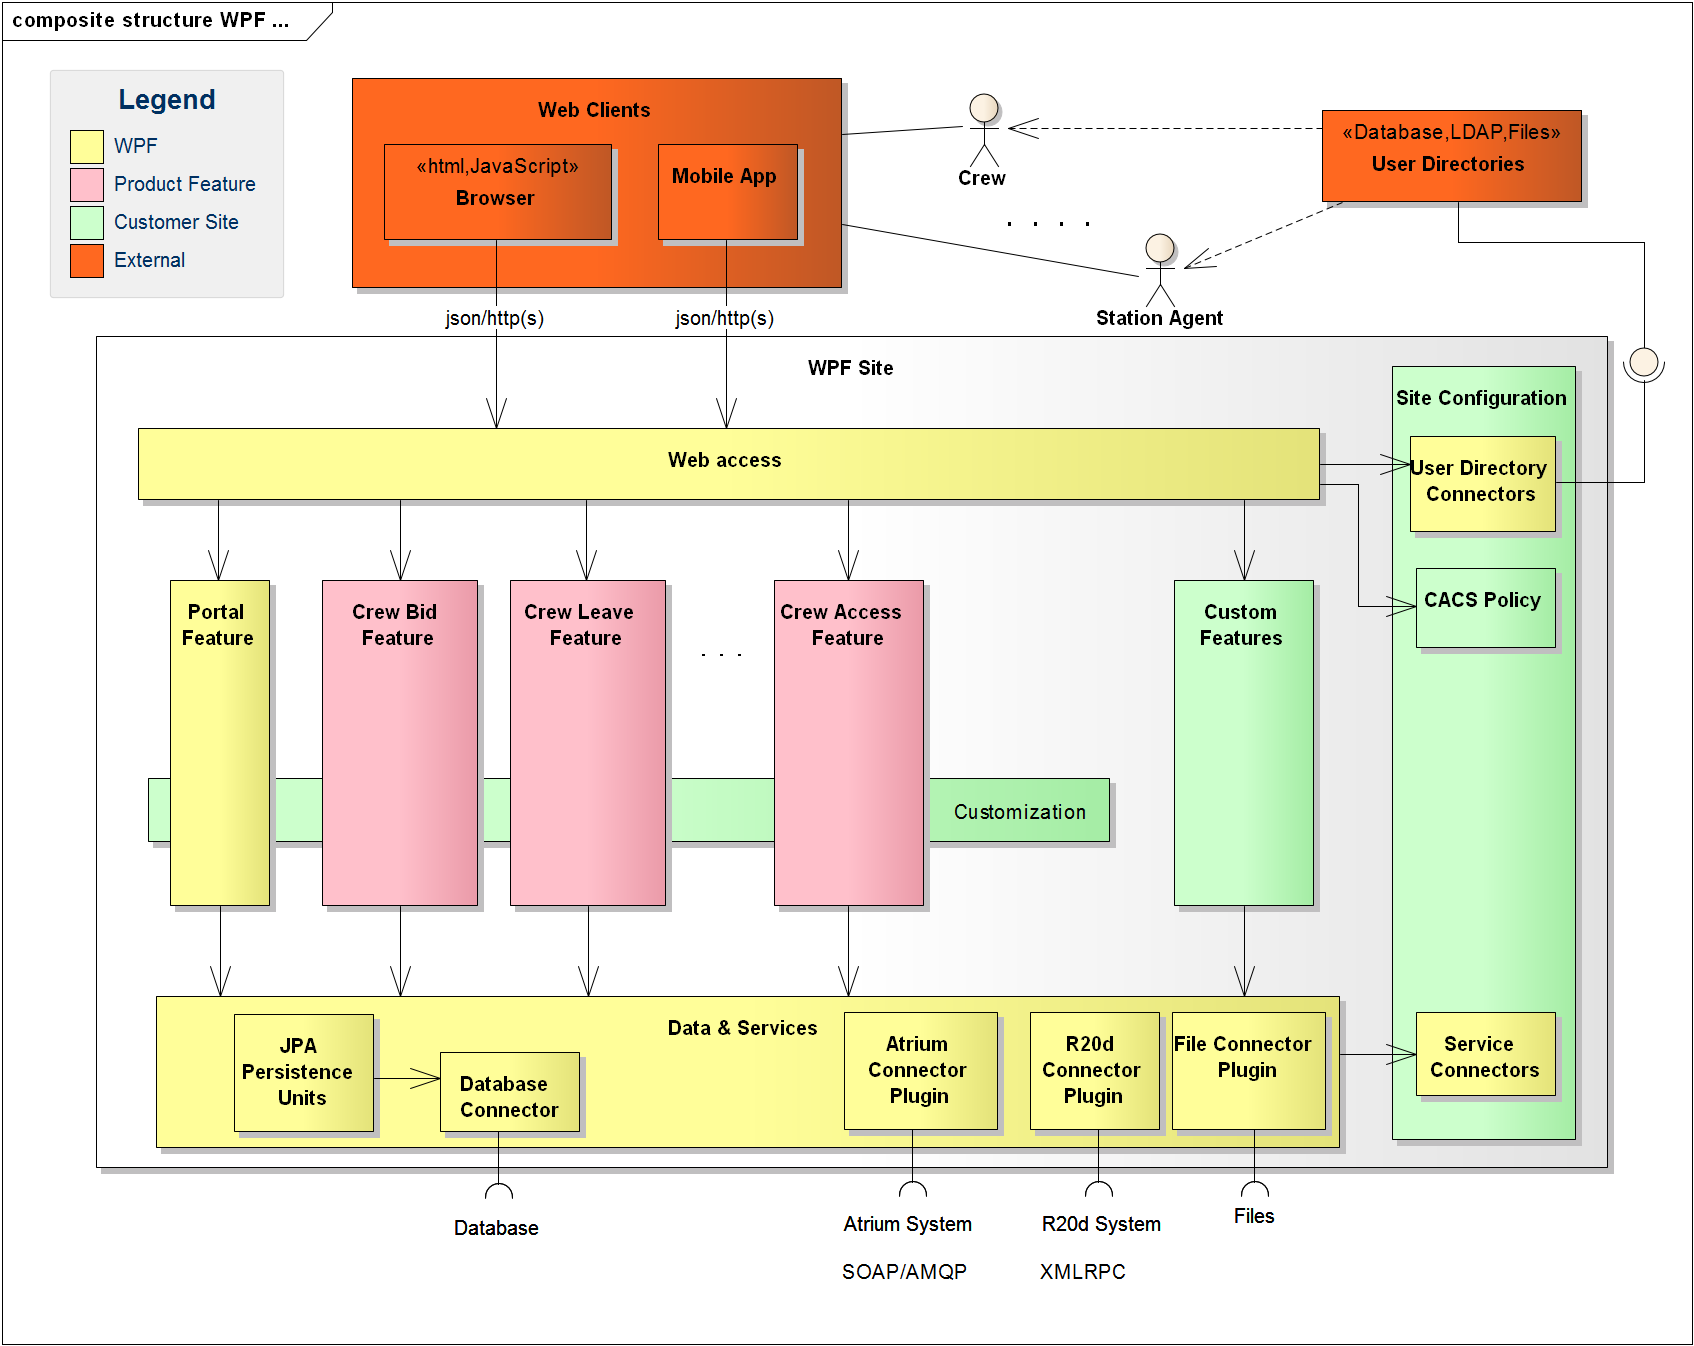 composite structure WPF ...
Legend
WPF
Product Feature
Customer Site
External
Web Clients
«html,JavaScript»
Browser
Mobile App
Crew
. . . .
Station Agent
«Database,LDAP,Files»
User Directories
json/http(s)
json/http(s)
WPF Site
Web access
Site Configuration
User Directory
Connectors
CACS Policy
Portal
Feature
Crew Bid
Feature
Crew Leave
Feature
. . .
Crew Access
Feature
Custom
Features
Customization
Data & Services
JPA
Persistence
Units
Database
Connector
Atrium
Connector
Plugin
R20d
Connector
Plugin
File Connector
Plugin
Service
Connectors
Database
Atrium System
SOAP/AMQP
R20d System
XMLRPC
Files